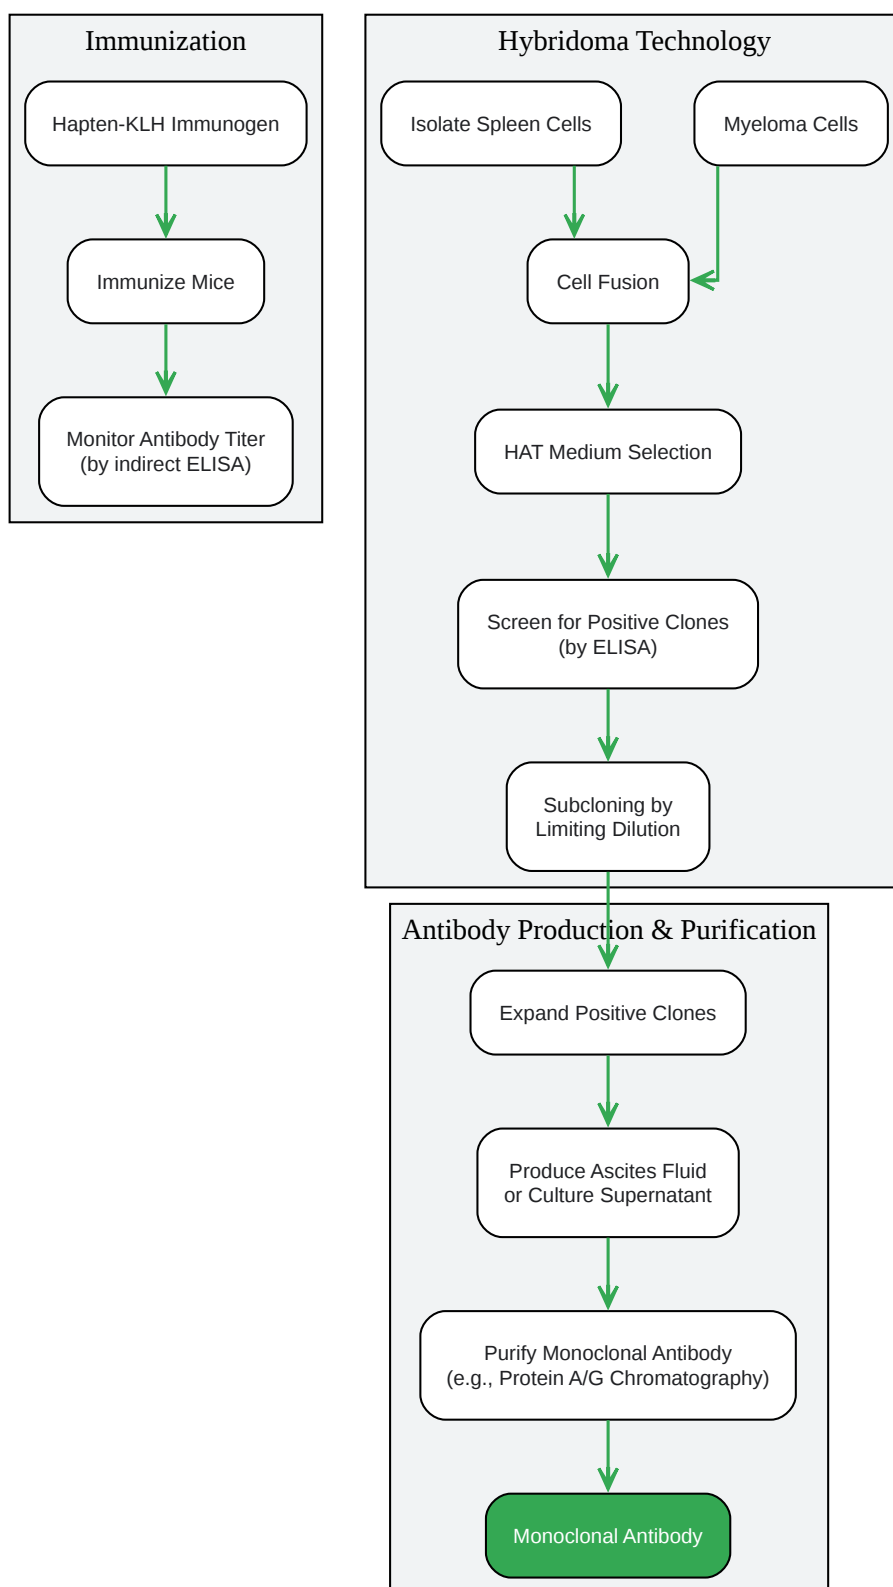 Immunization
Hapten-KLH Immunogen
Immunize Mice
Monitor Antibody Titer
(by indirect ELISA)
Hybridoma Technology
Isolate Spleen Cells
Myeloma Cells
Cell Fusion
HAT Medium Selection
Screen for Positive Clones
(by ELISA)
Subcloning by
Limiting Dilution
Antibody Production & Purification
Expand Positive Clones
Produce Ascites Fluid
or Culture Supernatant
Purify Monoclonal Antibody
(e.g., Protein A/G Chromatography)
Monoclonal Antibody